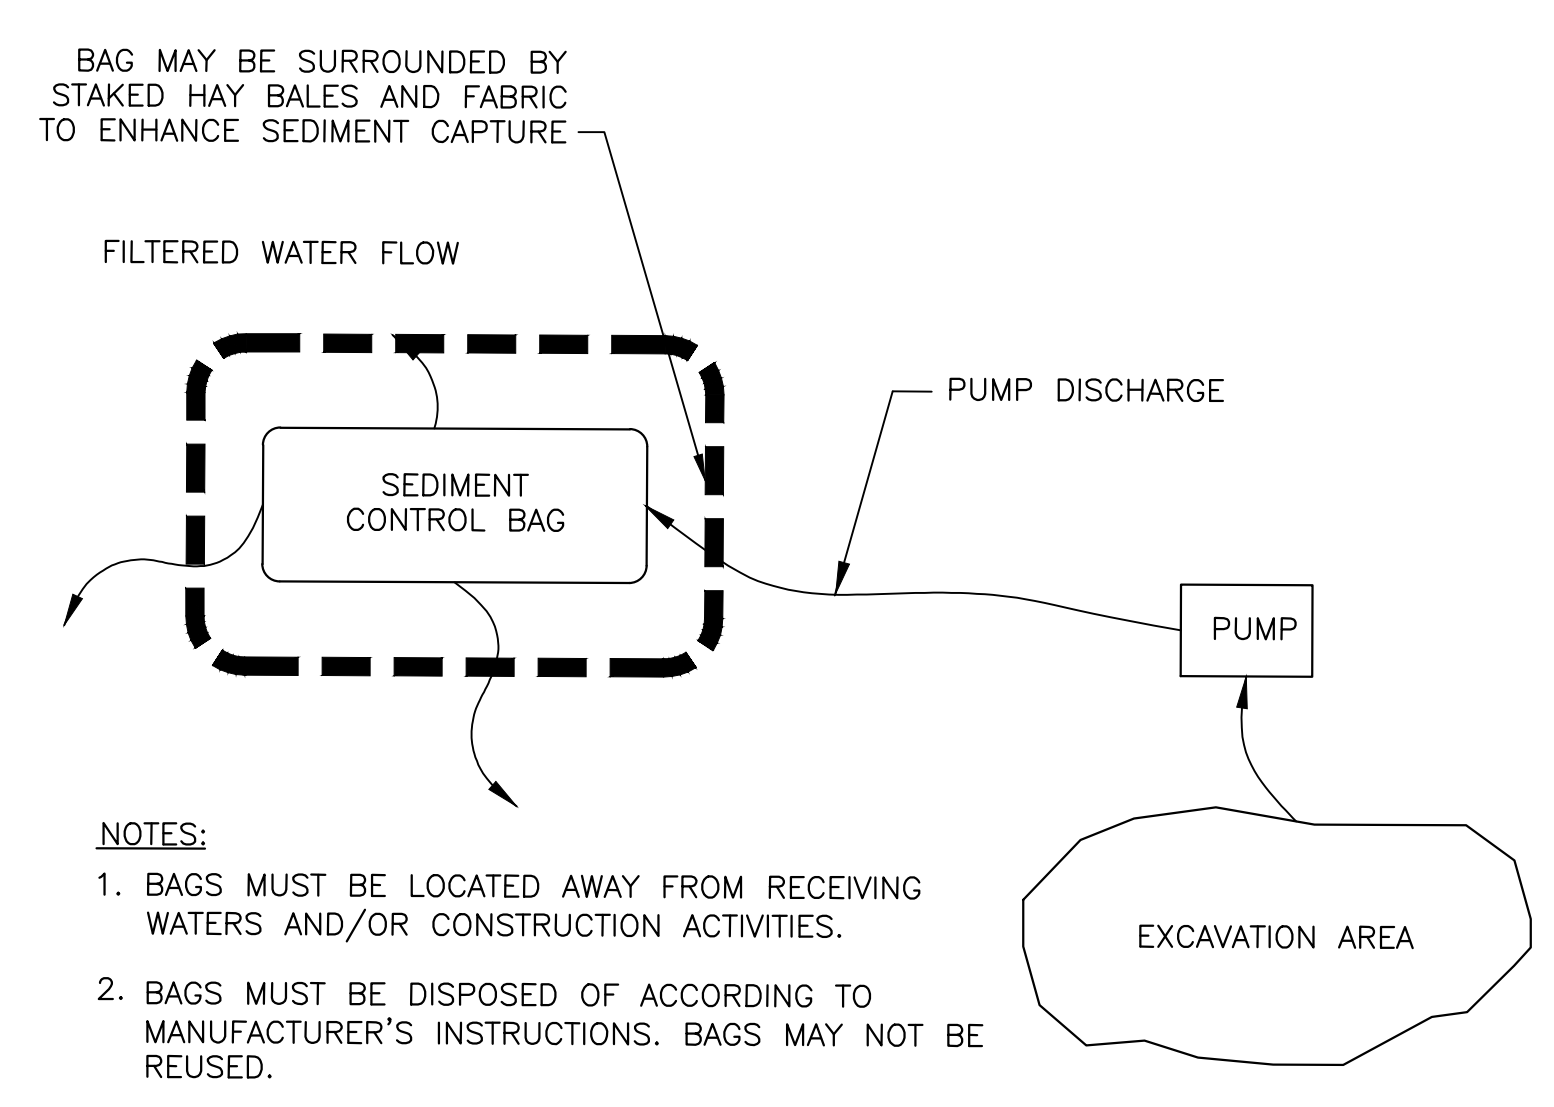 BAG MAY BE SURROUNDED BY
STAKED HAY BALES AND FABRIC
TO ENHANCE SEDIMENT CAPTURE
FILTERED WATER FLOW
PUMP DISCHARGE
SEDIMENT
CONTROL BAG
PUMP
EXCAVATION AREA
NOTES:
1. BAGS MUST BE LOCATED AWAY FROM RECEIVING
WATERS AND/OR CONSTRUCTION ACTIVITIES.
2. BAGS MUST BE DISPOSED OF ACCORDING TO
MANUFACTURER'S INSTRUCTIONS. BAGS MAY NOT BE
REUSED.